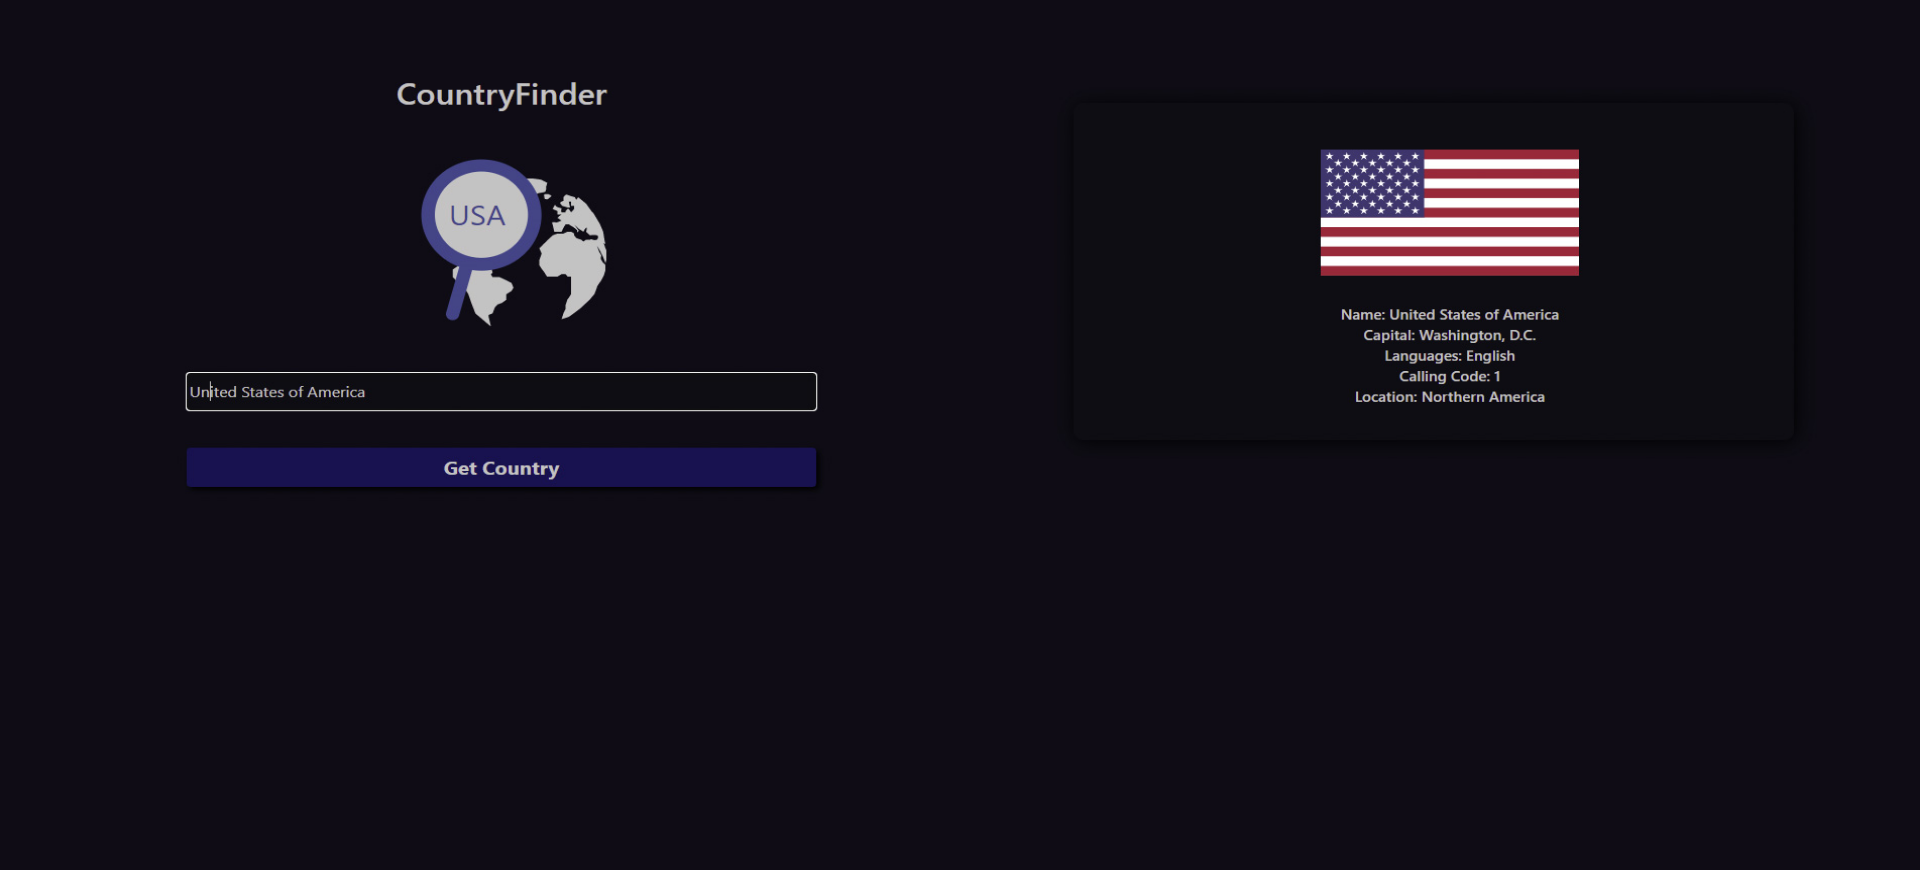 CountryFinder
USA
United States of America
Get Country
Name: United States of America
Capital: Washington, D.C.
Languages: English
Calling Code: 1
Location: Northern America